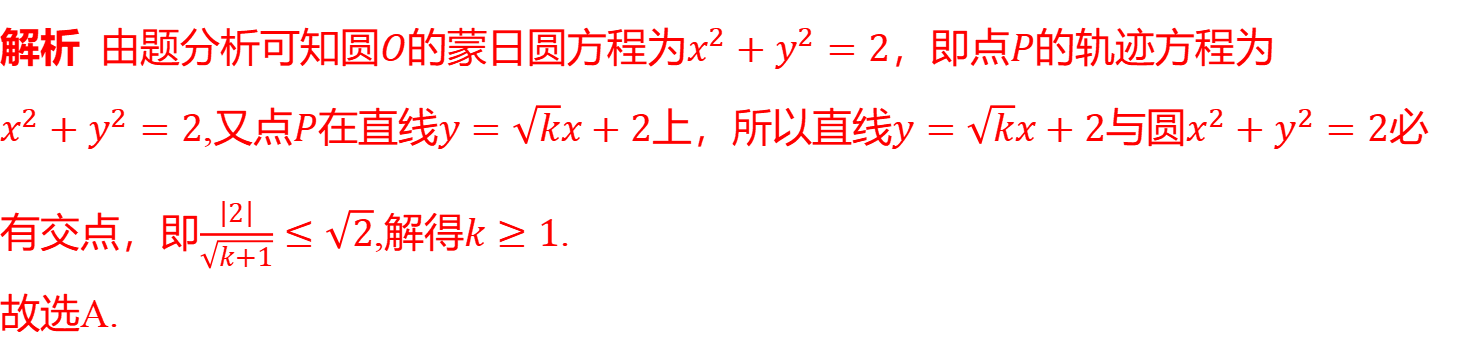 解析 由题分析可知圆O的蒙日圆方程为x² + y² = 2，即点P的轨迹方程为
x² + y² = 2,又点P在直线y = √kx + 2上，所以直线y = √kx + 2与圆x² + y² = 2必
有交点，即|2|/√(k+1) ≤ √2,解得k ≥ 1.
故选A.